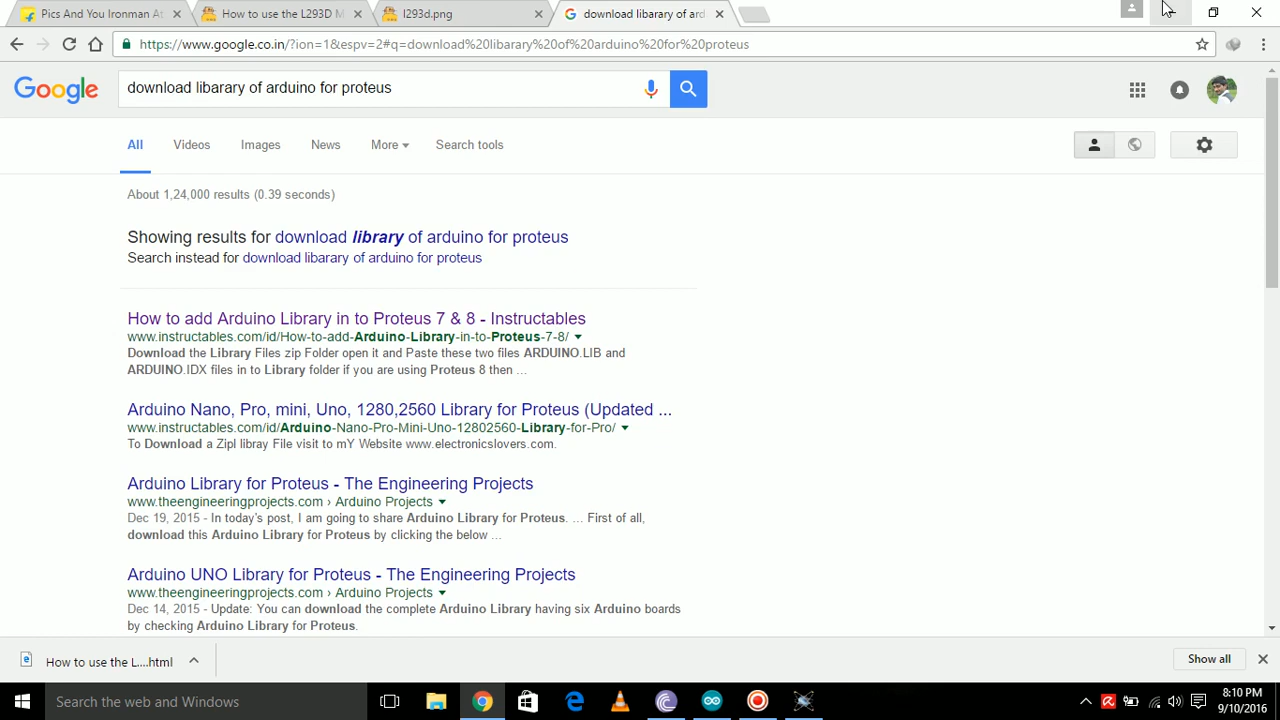 Pics And You Ironman At
How to use the L293D M
l293d.png
download libarary of ard
https://www.google.co.in/?ion=1&espv=2#q=download%20libarary%20of%20arduino%20for%20proteus
Google
download libarary of arduino for proteus
All
Videos
Images
News
More
Search tools
About 1,24,000 results (0.39 seconds)
Showing results for download library of arduino for proteus
Search instead for download libarary of arduino for proteus
How to add Arduino Library in to Proteus 7 & 8 - Instructables
www.instructables.com/id/How-to-add-Arduino-Library-in-to-Proteus-7-8/
Download the Library Files zip Folder open it and Paste these two files ARDUINO.LIB and
ARDUINO.IDX files in to Library folder if you are using Proteus 8 then ...
Arduino Nano, Pro, mini, Uno, 1280,2560 Library for Proteus (Updated ...
www.instructables.com/id/Arduino-Nano-Pro-Mini-Uno-12802560-Library-for-Pro/
To Download a Zipl libray File visit to mY Website www.electronicslovers.com.
Arduino Library for Proteus - The Engineering Projects
www.theengineeringprojects.com › Arduino Projects
Dec 19, 2015 - In today's post, I am going to share Arduino Library for Proteus. ... First of all,
download this Arduino Library for Proteus by clicking the below ...
Arduino UNO Library for Proteus - The Engineering Projects
www.theengineeringprojects.com › Arduino Projects
Dec 14, 2015 - Update: You can download the complete Arduino Library having six Arduino boards
by checking Arduino Library for Proteus.
How to use the L....html
Show all
Search the web and Windows
8:10 PM
9/10/2016